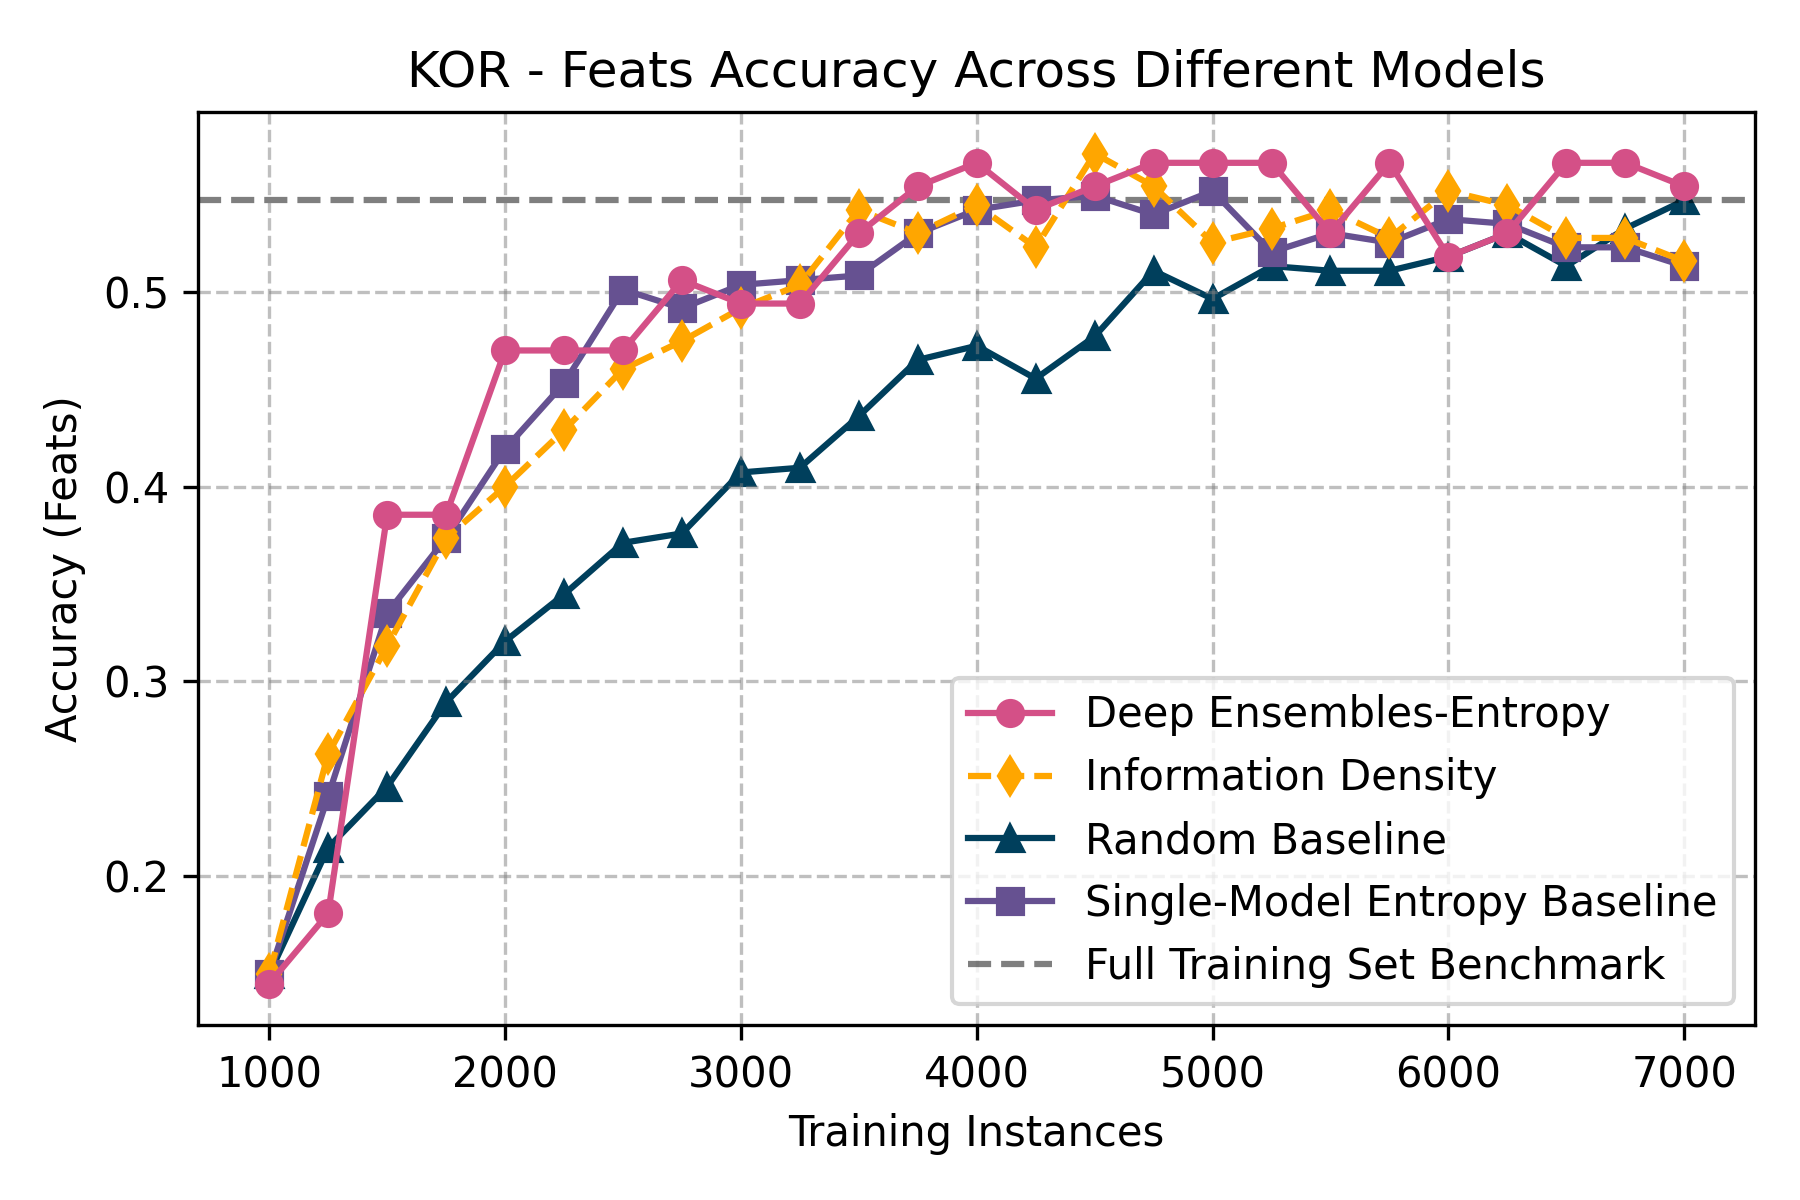 KOR - Feats Accuracy Across Different Models
Accuracy (Feats)
0.5
0.4
0.3
0.2
Deep Ensembles-Entropy
Information Density
Random Baseline
Single-Model Entropy Baseline
Full Training Set Benchmark
1000 2000 3000 4000 5000 6000 7000
Training Instances